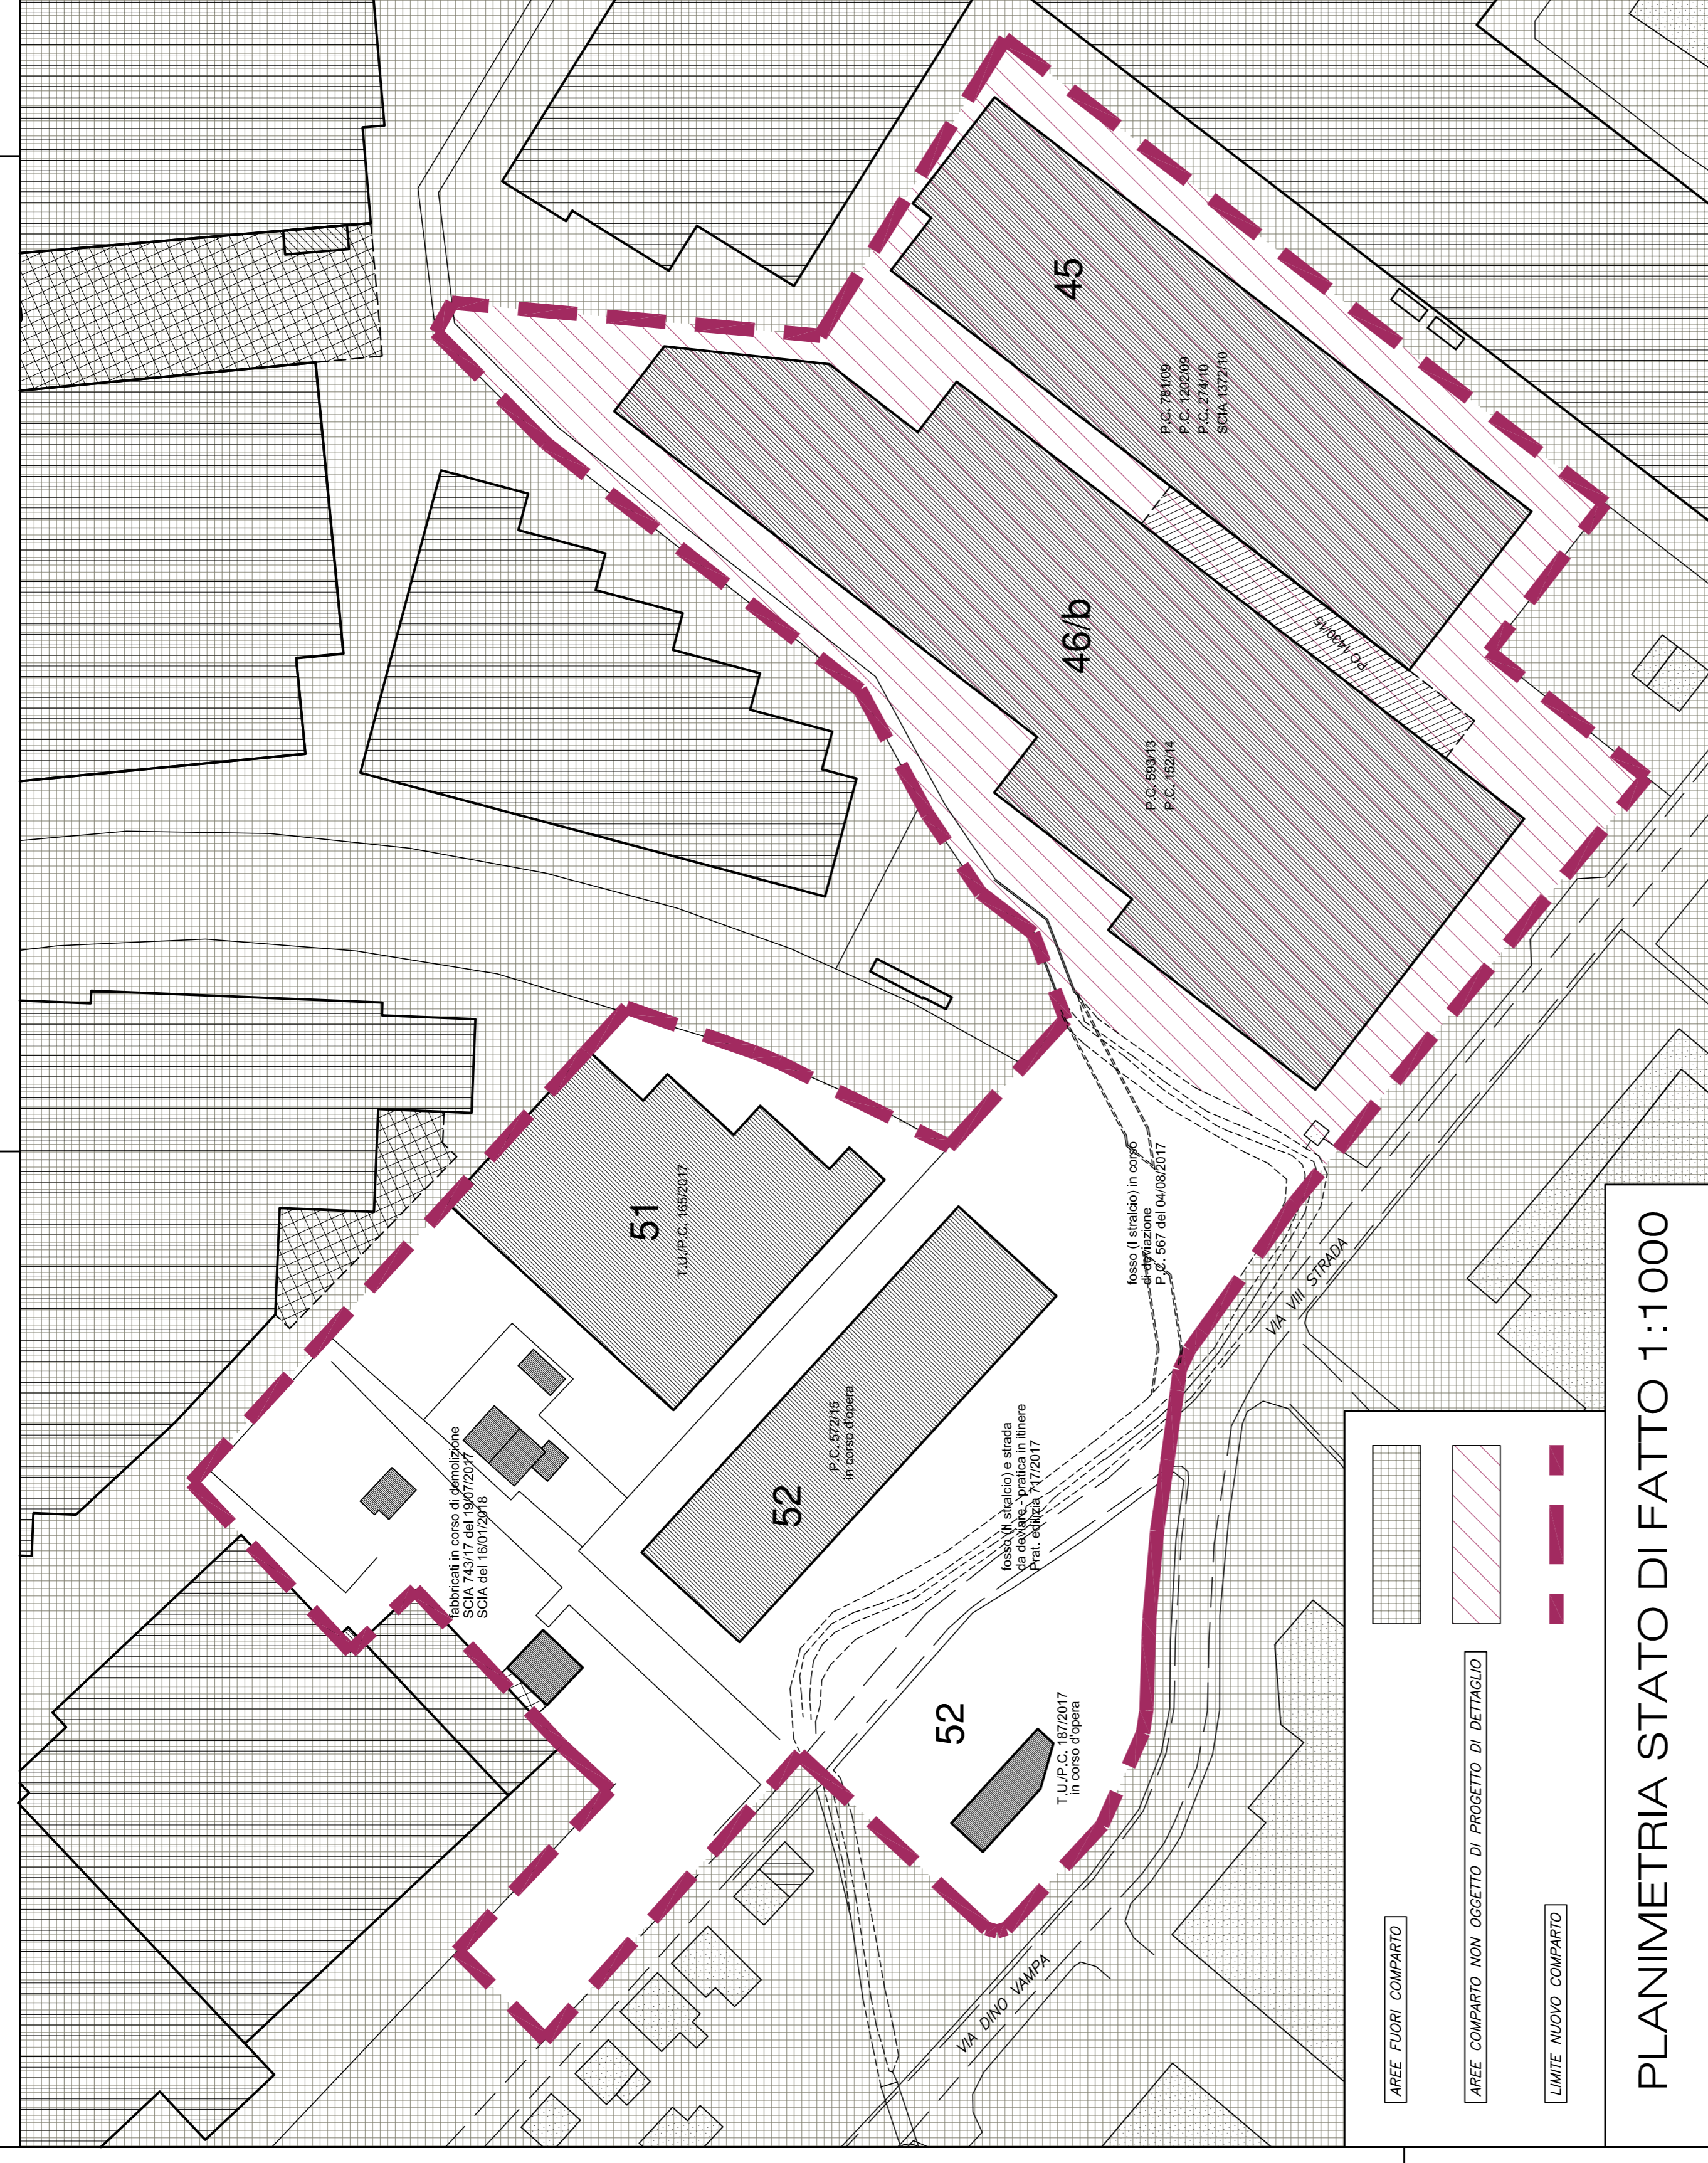 45
P.C. 781/09
P.C. 1202/09
P.C. 274/10
SCIA 1372/10
46/b
P.C. 593/13
P.C. 152/14
PC 1430/15
51
T.U./P.C. 165/2017
fosso (I stralcio) in corso
di deviazione
P.C. 567 del 04/08/2017
52
P.C. 572/15
in corso d'opera
fabbricati in corso di demolizione
SCIA 743/17 del 19/07/2017
SCIA del 16/01/2018
fosso (II stralcio) e strada
da deviare - pratica in itinere
Prat. edilizia 717/2017
52
T.U./P.C. 187/2017
in corso d'opera
VIA VIII STRADA
VIA DINO VAMPA
AREE FUORI COMPARTO
AREE COMPARTO NON OGGETTO DI PROGETTO DI DETTAGLIO
LIMITE NUOVO COMPARTO
PLANIMETRIA STATO DI FATTO 1:1000